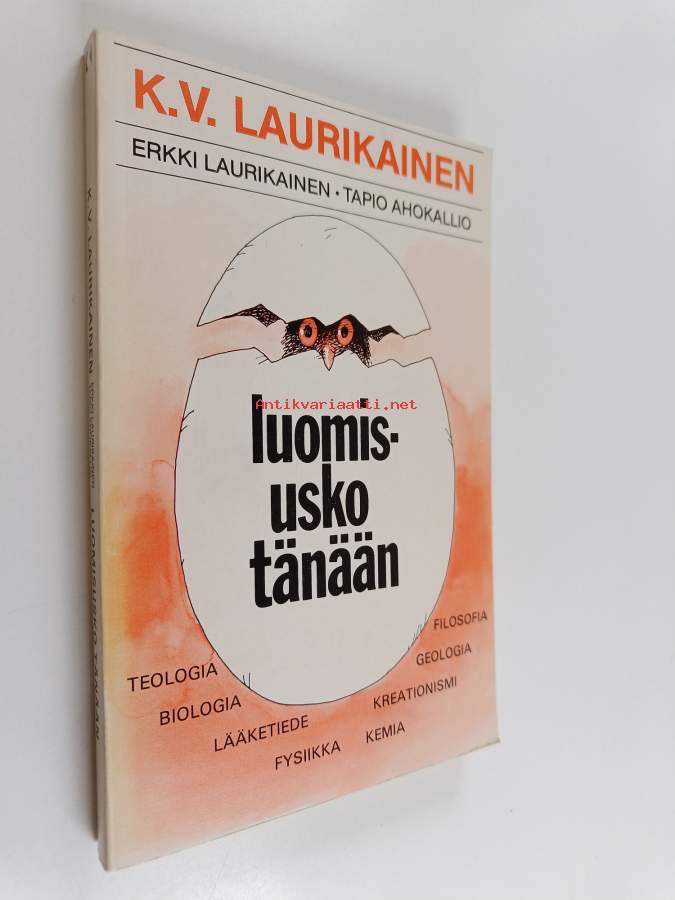 K.V. LAURIKAINEN
ERKKI LAURIKAINEN • TAPIO AHOKALLIO
Antikvariaatti.net
luomis-
usko
tänään
TEOLOGIA
BIOLOGIA
LÄÄKETIEDE
FYSIIKKA
KEMIA
KREATIONISMI
GEOLOGIA
FILOSOFIA
K.V. LAURIKAINEN
LUOMISUSKO TÄNÄÄN